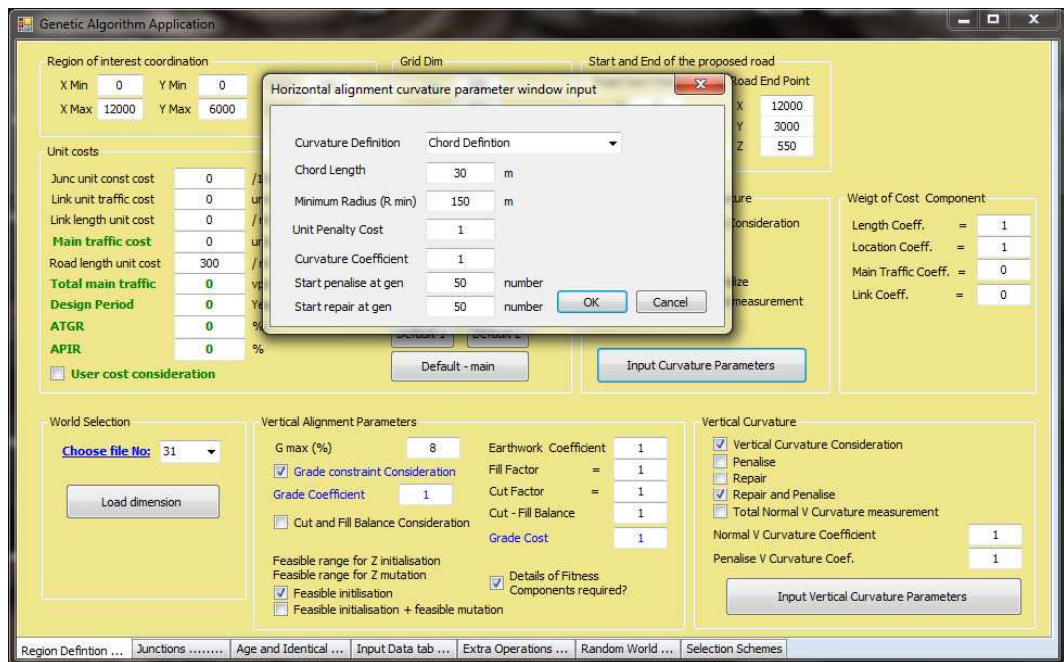 Genetic Algorithm Application
Region of interest coordination
X Min 0 Y Min 0
X Max 12000 Y Max 6000
Grid Dim
Start and End of the proposed road
Road End Point
X 12000
Y 3000
Z 550
Horizontal alignment curvature parameter window input
Curvature Definition Chord Defintion
Chord Length 30 m
Minimum Radius (R min) 150 m
Unit Penalty Cost 1
Curvature Coefficient 1
Start penalise at gen 50 number
Start repair at gen 50 number
OK Cancel
Unit costs
Junc unit const cost 0
Link unit traffic cost 0
Link length unit cost 0
Main traffic cost 0
Road length unit cost 300
Total main traffic 0
Design Period 0
ATGR 0 %
APIR 0 %
User cost consideration
Default - main
Input Curvature Parameters
Weigt of Cost Component
Length Coeff. = 1
Location Coeff. = 1
Main Traffic Coeff. = 0
Link Coeff. = 0
World Selection
Choose file No: 31
Load dimension
Vertical Alignment Parameters
G max (%) 8
Grade constraint Consideration
Grade Coefficient 1
Cut and Fill Balance Consideration
Feasible range for Z initialisation
Feasible range for Z mutation
Feasible initilisation
Feasible initialisation + feasible mutation
Earthwork Coefficient 1
Fill Factor = 1
Cut Factor = 1
Cut - Fill Balance 1
Grade Cost 1
Details of Fitness
Components required?
Vertical Curvature
Vertical Curvature Consideration
Penalise
Repair
Repair and Penalise
Total Normal V Curvature measurement
Normal V Curvature Coefficient 1
Penalise V Curvature Coef. 1
Input Vertical Curvature Parameters
Region Defintion ... Junctions ........ Age and Identical ... Input Data tab ... Extra Operations ... Random World ... Selection Schemes